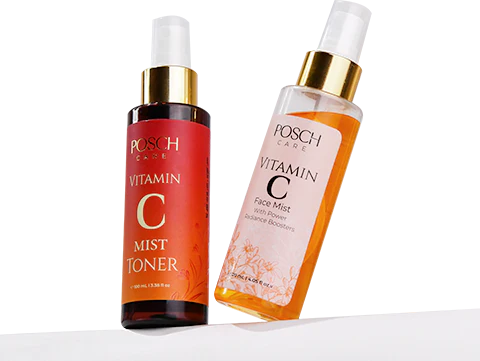 POSCH
CARE
VITAMIN
C
MIST
TONER
POSCH
CARE
VITAMIN
C
Face Mist
With Power
Radiance Boosters